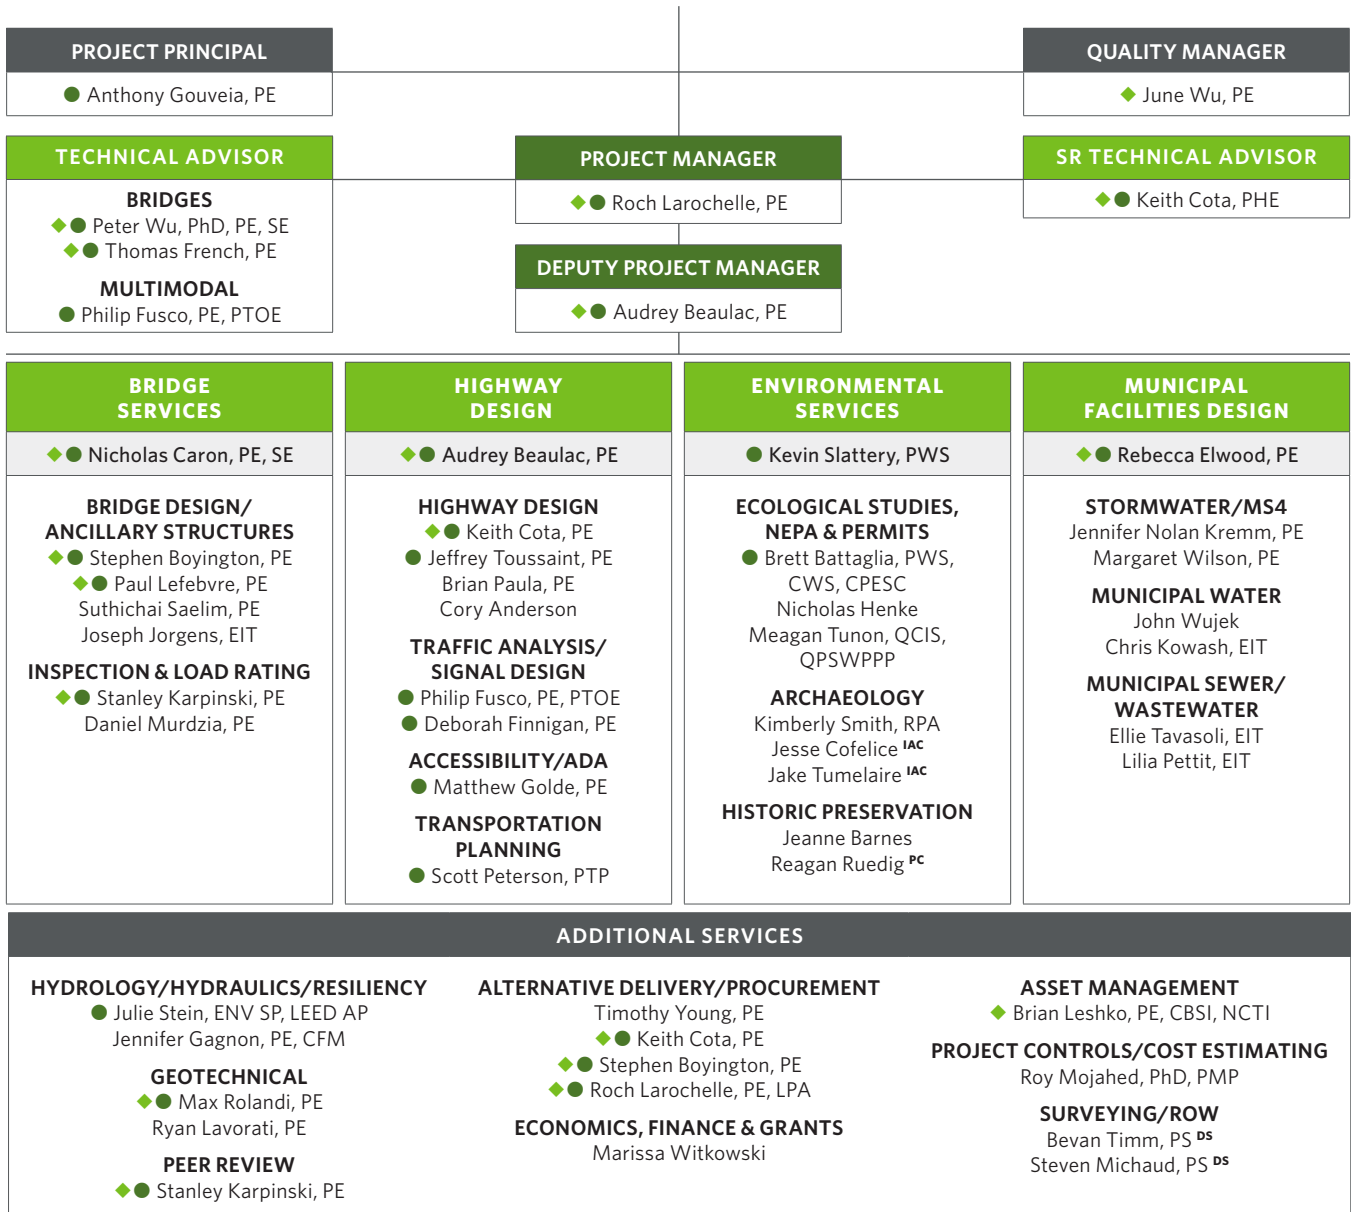 PROJECT PRINCIPAL
Anthony Gouveia, PE
QUALITY MANAGER
June Wu, PE
TECHNICAL ADVISOR
BRIDGES
Peter Wu, PhD, PE, SE
Thomas French, PE
MULTIMODAL
Philip Fusco, PE, PTOE
PROJECT MANAGER
Roch Larochelle, PE
DEPUTY PROJECT MANAGER
Audrey Beaulac, PE
SR TECHNICAL ADVISOR
Keith Cota, PHE
BRIDGE
SERVICES
Nicholas Caron, PE, SE
BRIDGE DESIGN/
ANCILLARY STRUCTURES
Stephen Boyington, PE
Paul Lefebvre, PE
Suthichai Saelim, PE
Joseph Jorgens, EIT
INSPECTION & LOAD RATING
Stanley Karpinski, PE
Daniel Murdzia, PE
HIGHWAY
DESIGN
Audrey Beaulac, PE
HIGHWAY DESIGN
Keith Cota, PE
Jeffrey Toussaint, PE
Brian Paula, PE
Cory Anderson
TRAFFIC ANALYSIS/
SIGNAL DESIGN
Philip Fusco, PE, PTOE
Deborah Finnigan, PE
ACCESSIBILITY/ADA
Matthew Golde, PE
TRANSPORTATION
PLANNING
Scott Peterson, PTP
ENVIRONMENTAL
SERVICES
Kevin Slattery, PWS
ECOLOGICAL STUDIES,
NEPA & PERMITS
Brett Battaglia, PWS,
CWS, CPESC
Nicholas Henke
Meagan Tunon, QCIS,
QPSWPPP
ARCHAEOLOGY
Kimberly Smith, RPA
Jesse Cofelice IAC
Jake Tumelaire IAC
HISTORIC PRESERVATION
Jeanne Barnes
Reagan Ruedig PC
MUNICIPAL
FACILITIES DESIGN
Rebecca Elwood, PE
STORMWATER/MS4
Jennifer Nolan Kremm, PE
Margaret Wilson, PE
MUNICIPAL WATER
John Wujek
Chris Kowash, EIT
MUNICIPAL SEWER/
WASTEWATER
Ellie Tavasoli, EIT
Lilia Pettit, EIT
ADDITIONAL SERVICES
HYDROLOGY/HYDRAULICS/RESILIENCY
Julie Stein, ENV SP, LEED AP
Jennifer Gagnon, PE, CFM
GEOTECHNICAL
Max Rolandi, PE
Ryan Lavorati, PE
PEER REVIEW
Stanley Karpinski, PE
ALTERNATIVE DELIVERY/PROCUREMENT
Timothy Young, PE
Keith Cota, PE
Stephen Boyington, PE
Roch Larochelle, PE, LPA
ECONOMICS, FINANCE & GRANTS
Marissa Witkowski
ASSET MANAGEMENT
Brian Leshko, PE, CBSI, NCTI
PROJECT CONTROLS/COST ESTIMATING
Roy Mojahed, PhD, PMP
SURVEYING/ROW
Bevan Timm, PS DS
Steven Michaud, PS DS